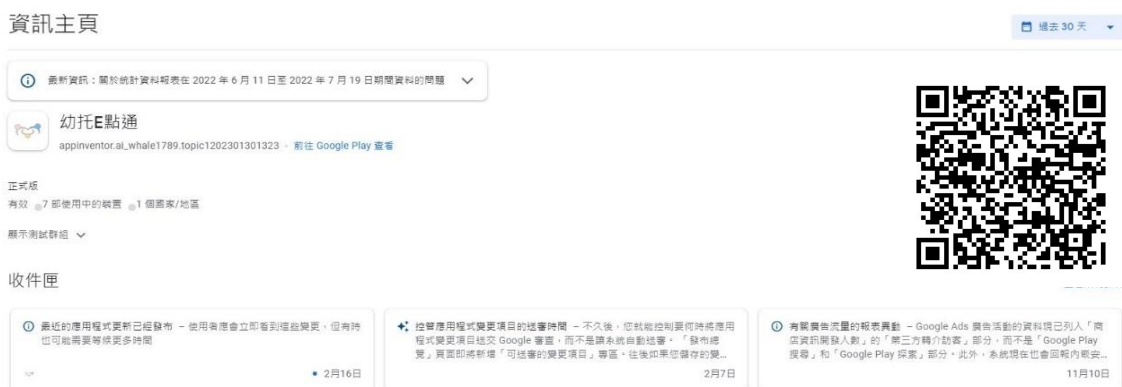 資訊主頁
過去 30 天
最新資訊：關於統計資料報表在 2022 年 6 月 11 日至 2022 年 7 月 19 日期間資料的問題
幼托E點通
appinventor.ai_whale1789.topic1202301301323 · 前往 Google Play 查看
正式版
有效 7 部使用中的裝置 1 個國家/地區
顯示測試群組
收件匣
最近的應用程式更新已經發布 – 使用者應會立即看到這些變更，但有時
也可能需要等候更多時間
2月16日
控管應用程式變更項目的送審時間 – 不久後，您就能控制要何時將應用
程式變更項目送交 Google 審查，而不是讓系統自動送審。「發布總
覽」頁面即將新增「可送審的變更項目」專區。往後如果您儲存的變...
2月7日
有關廣告流量的報表異動 – Google Ads 廣告活動的資料現已列入「商
店資訊開發人數」的「第三方轉介訪客」部分，而不是「Google Play
搜尋」和「Google Play 探索」部分。此外，系統現在也會回報內嵌安...
11月10日